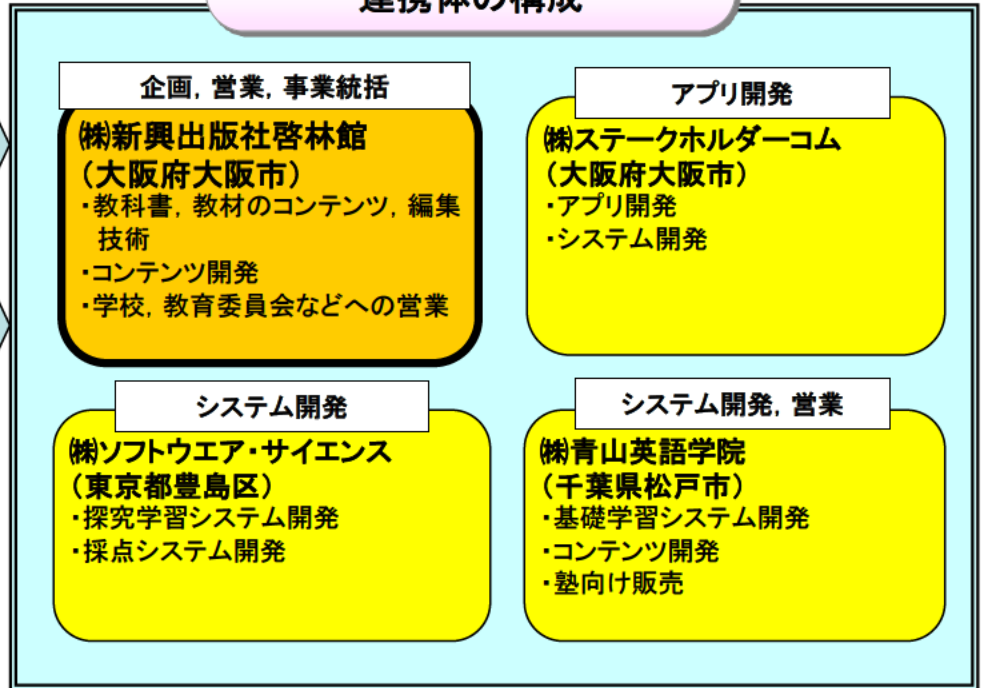 連携体の構成
企画, 営業, 事業統括
㈱新興出版社啓林館
(大阪府大阪市)
・教科書, 教材のコンテンツ, 編集
技術
・コンテンツ開発
・学校, 教育委員会などへの営業
アプリ開発
㈱ステークホルダーコム
(大阪府大阪市)
・アプリ開発
・システム開発
システム開発
㈱ソフトウエア・サイエンス
(東京都豊島区)
・探究学習システム開発
・採点システム開発
システム開発, 営業
㈱青山英語学院
(千葉県松戸市)
・基礎学習システム開発
・コンテンツ開発
・塾向け販売